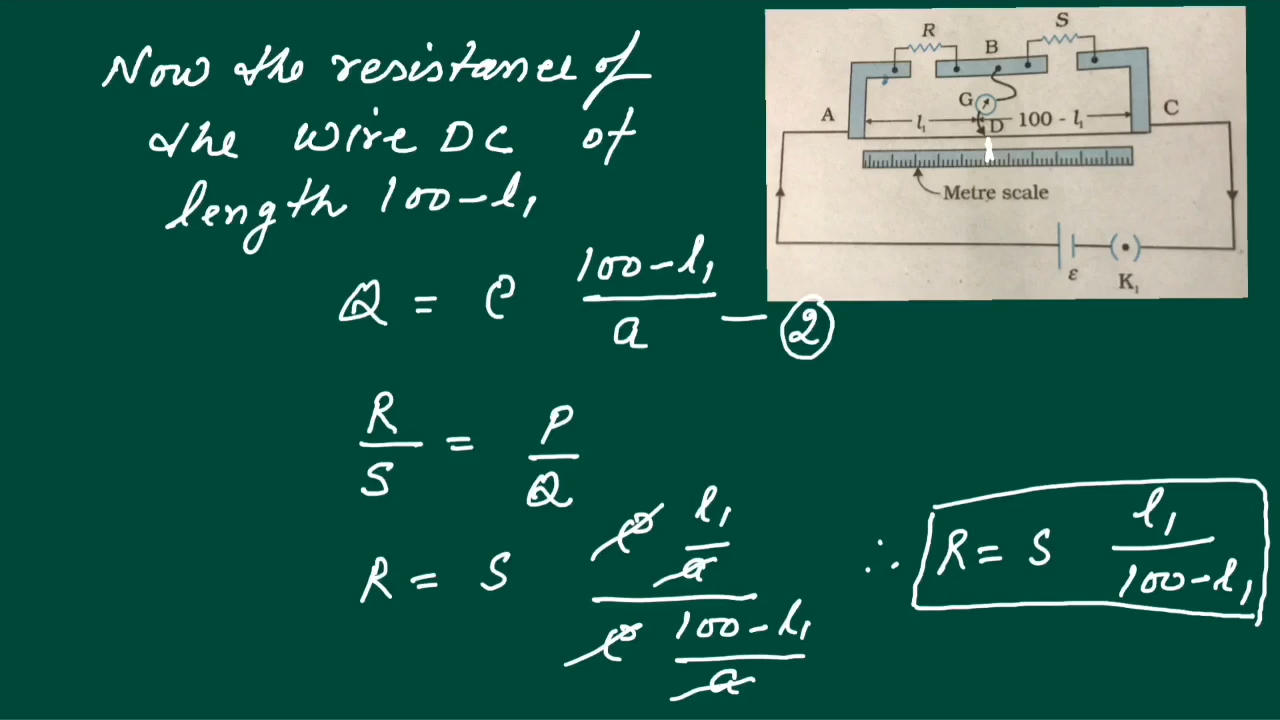 Now the resistance of
the wire DC of
length 100-l₁
Q = ρ (100-l₁)/a — ②
R/S = P/Q
R = S (ρ l₁/a)/(ρ (100-l₁)/a)
∴ R = S l₁/(100-l₁)
R S
B
G
A l₁ D 100 - l₁ C
Metre scale
ε K₁